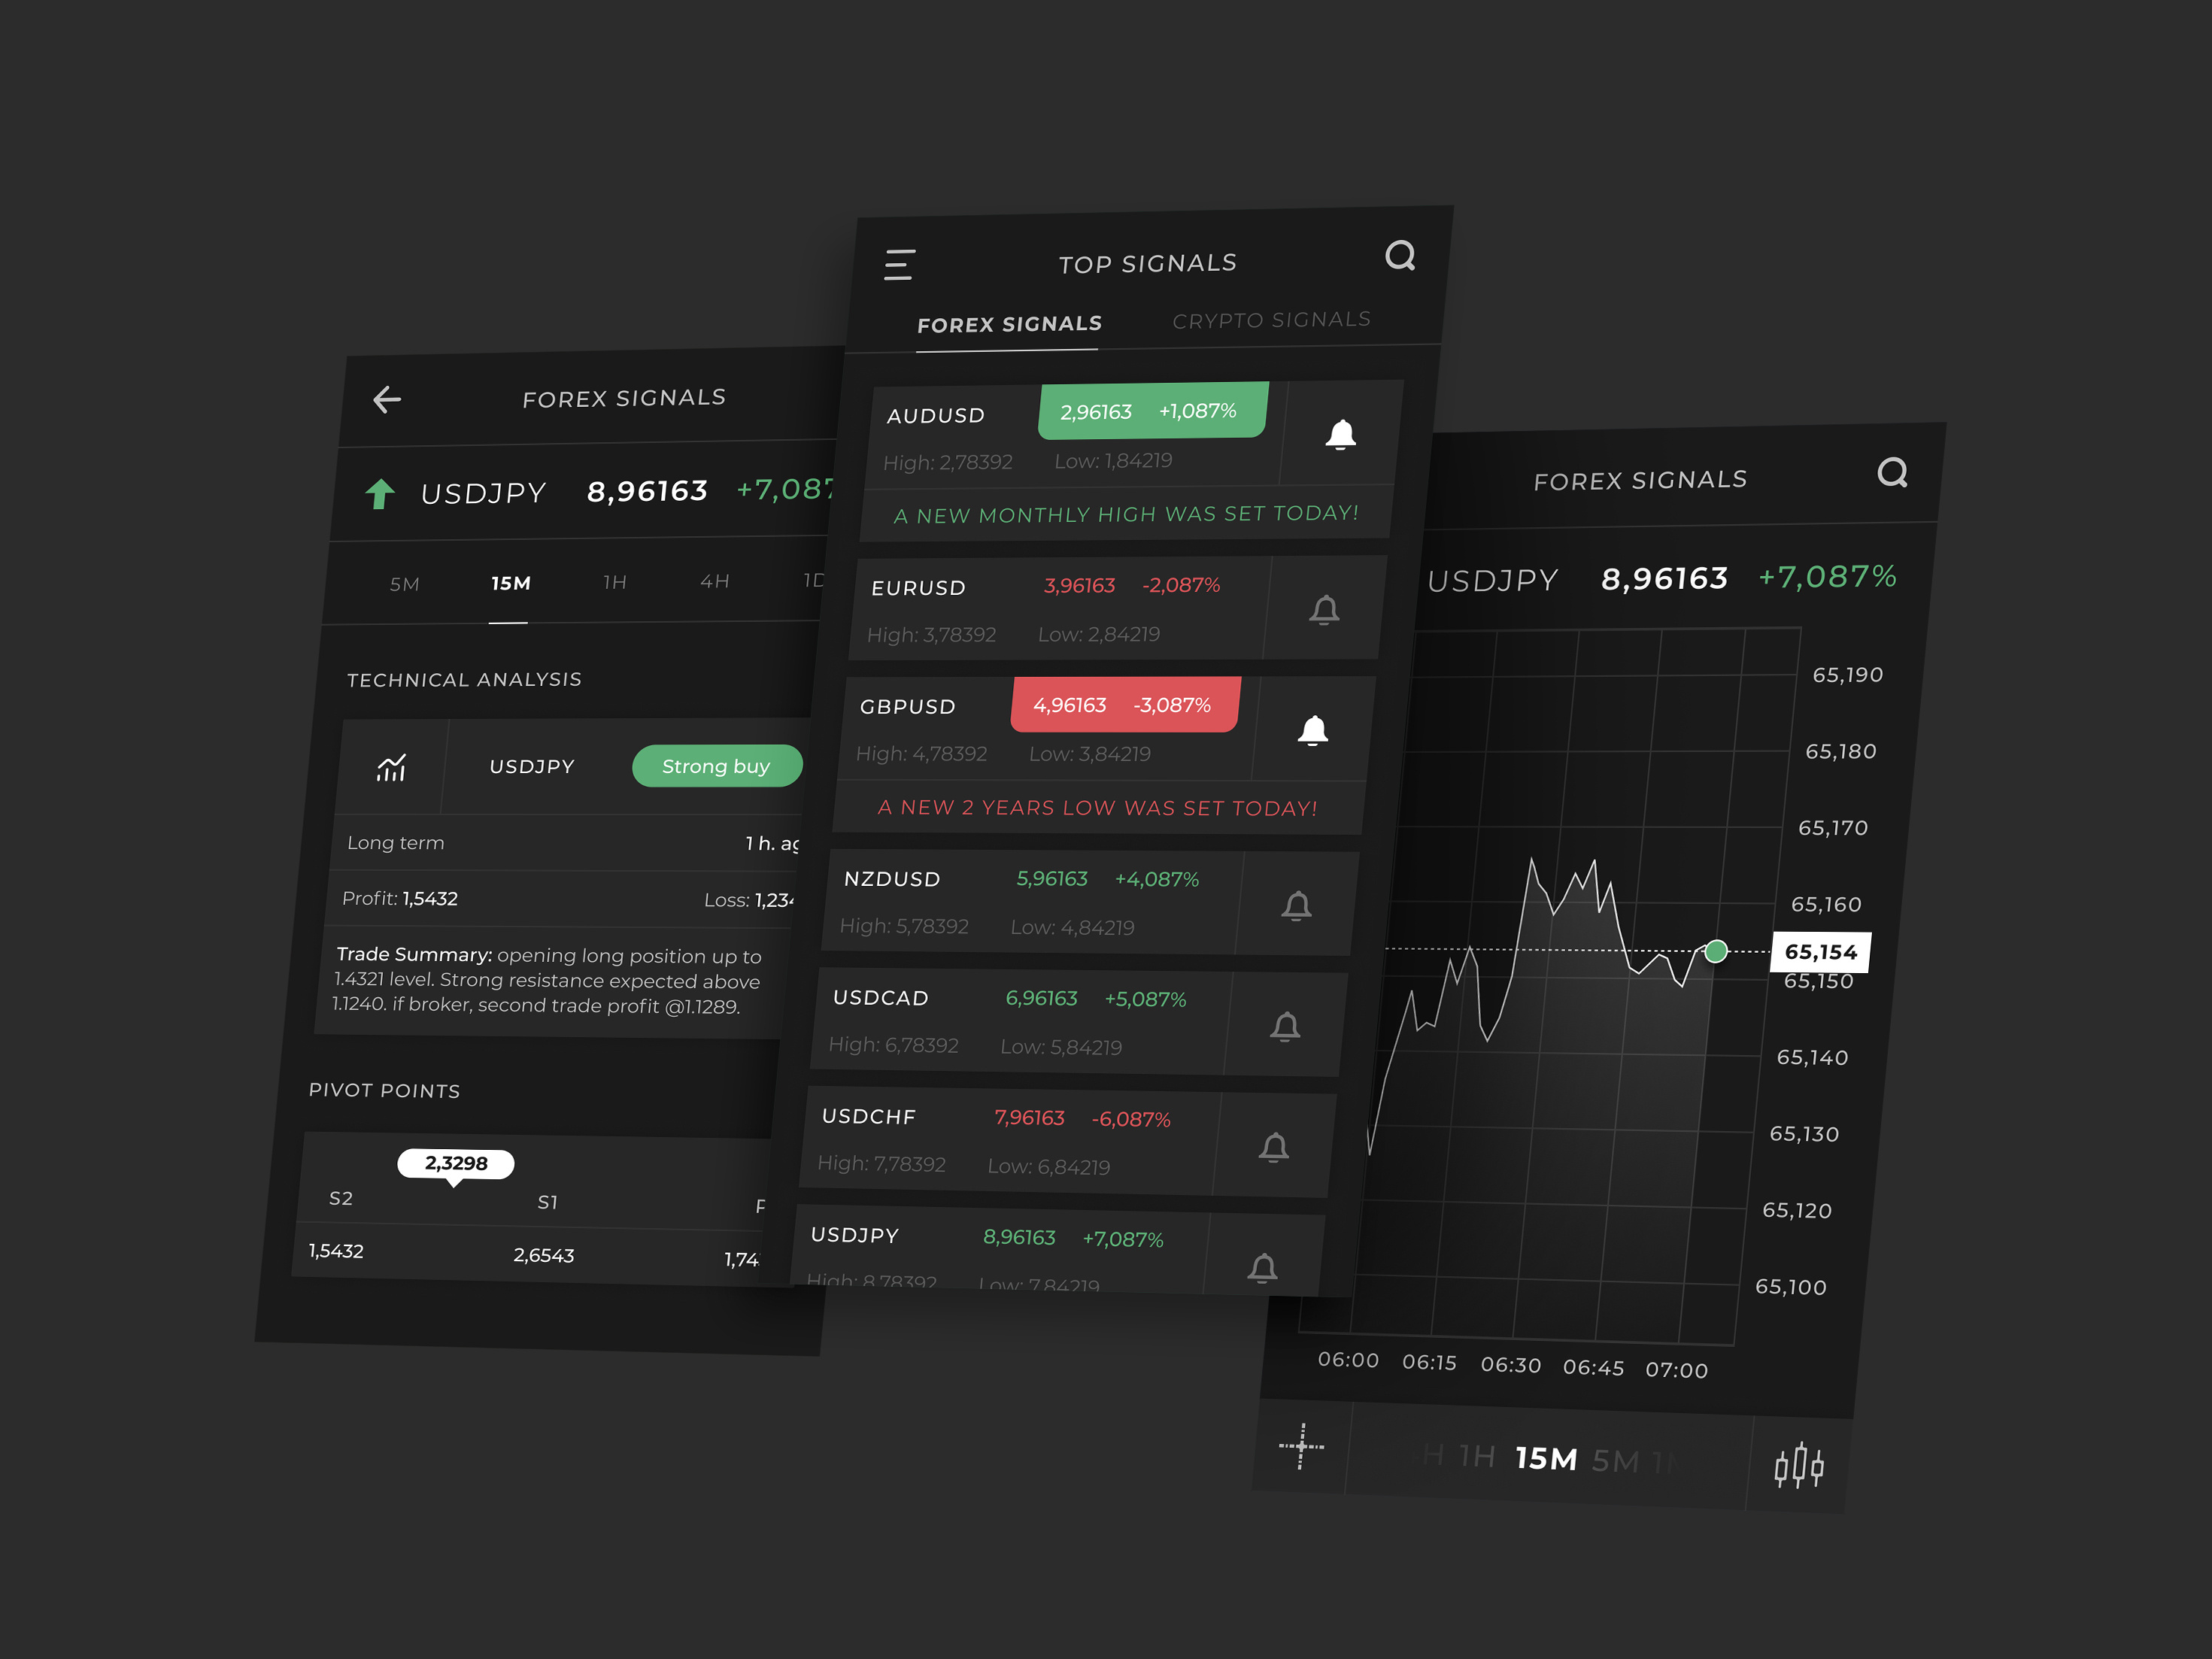 FOREX SIGNALS
USDJPY 8,96163 +7,087
5M 15M 1H 4H 1D
TECHNICAL ANALYSIS
USDJPY Strong buy
Long term 1 h.
Profit: 1,5432 Loss: 1,234
Trade Summary: opening long position up to
1.4321 level. Strong resistance expected above
1.1240. if broker, second trade profit @1.1289.
PIVOT POINTS
2,3298
S2 S1
1,5432 2,6543 1,74
TOP SIGNALS
FOREX SIGNALS CRYPTO SIGNALS
AUDUSD 2,96163 +1,087%
High: 2,78392 Low: 1,84219
A NEW MONTHLY HIGH WAS SET TODAY!
EURUSD 3,96163 -2,087%
High: 3,78392 Low: 2,84219
GBPUSD 4,96163 -3,087%
High: 4,78392 Low: 3,84219
A NEW 2 YEARS LOW WAS SET TODAY!
NZDUSD 5,96163 +4,087%
High: 5,78392 Low: 4,84219
USDCAD 6,96163 +5,087%
High: 6,78392 Low: 5,84219
USDCHF 7,96163 -6,087%
High: 7,78392 Low: 6,84219
USDJPY 8,96163 +7,087%
High: 8,78392 Low: 7,84219
FOREX SIGNALS
USDJPY 8,96163 +7,087%
65,190
65,180
65,170
65,160
65,154
65,150
65,140
65,130
65,120
65,100
06:00 06:15 06:30 06:45 07:00
H 1H 15M 5M